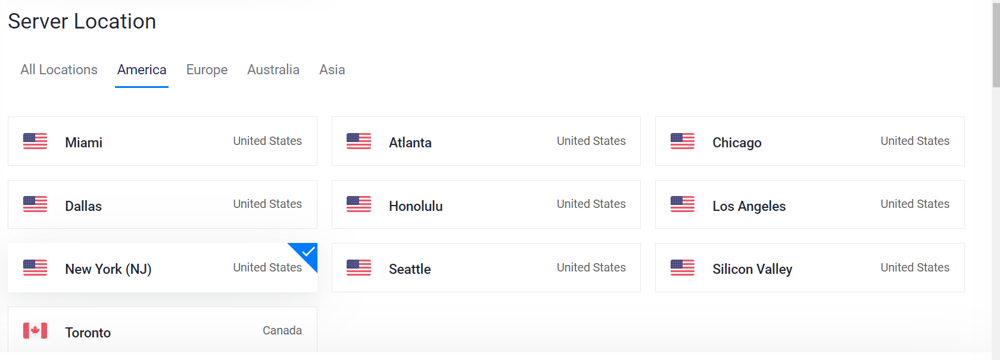 Server Location
All Locations America Europe Australia Asia
Miami United States
Atlanta United States
Chicago United States
Dallas United States
Honolulu United States
Los Angeles United States
New York (NJ) United States
Seattle United States
Silicon Valley United States
Toronto Canada